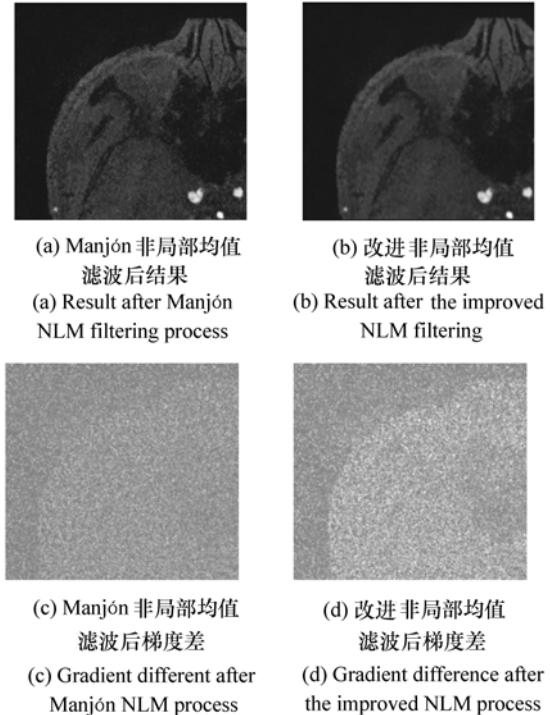 (a) Manjón 非局部均值
滤波后结果
(a) Result after Manjón
NLM filtering process
(b) 改进非局部均值
滤波后结果
(b) Result after the improved
NLM filtering
(c) Manjón 非局部均值
滤波后梯度差
(c) Gradient different after
Manjón NLM process
(d) 改进非局部均值
滤波后梯度差
(d) Gradient difference after
the improved NLM process